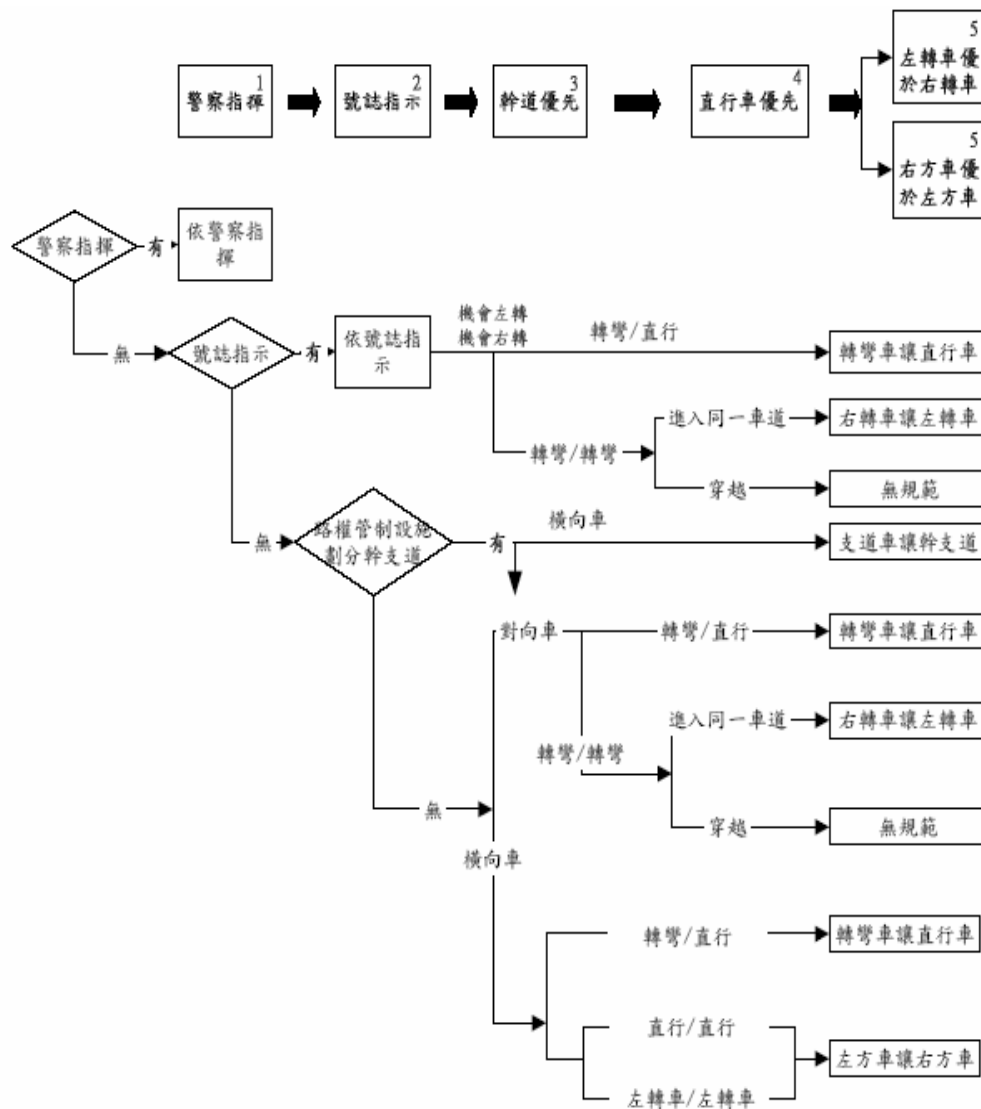 1
警察指揮
2
號誌指示
3
幹道優先
4
直行車優先
5
左轉車優
於右轉車
5
右方車優
於左方車
警察指揮
有
依警察指
揮
無
號誌指示
有
依號誌指
示
機會左轉
機會右轉
轉彎/直行
轉彎車讓直行車
轉彎/轉彎
進入同一車道
右轉車讓左轉車
穿越
無規範
無
路權管制設施
劃分幹支道
有
橫向車
支道車讓幹支道
對向車
轉彎/直行
轉彎車讓直行車
轉彎/轉彎
進入同一車道
右轉車讓左轉車
穿越
無規範
無
橫向車
轉彎/直行
轉彎車讓直行車
直行/直行
左轉車/左轉車
左方車讓右方車